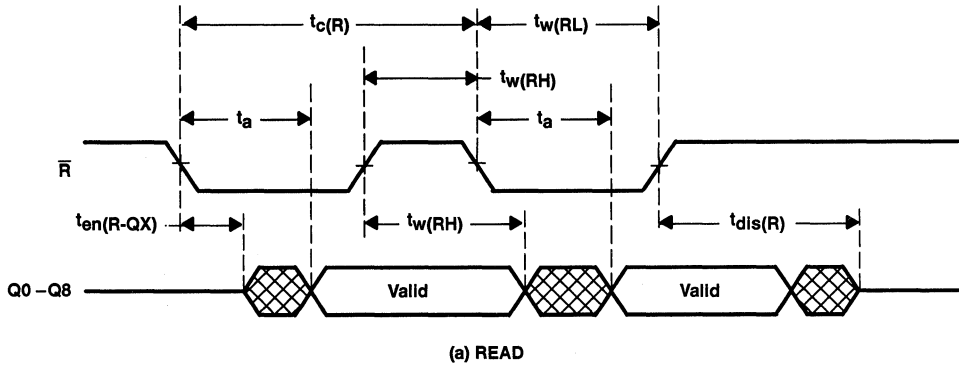 tc(R)
tw(RL)
tw(RH)
ta
ta
R̅
ten(R-QX)
tw(RH)
tdis(R)
Q0 –Q8
Valid
Valid
(a) READ